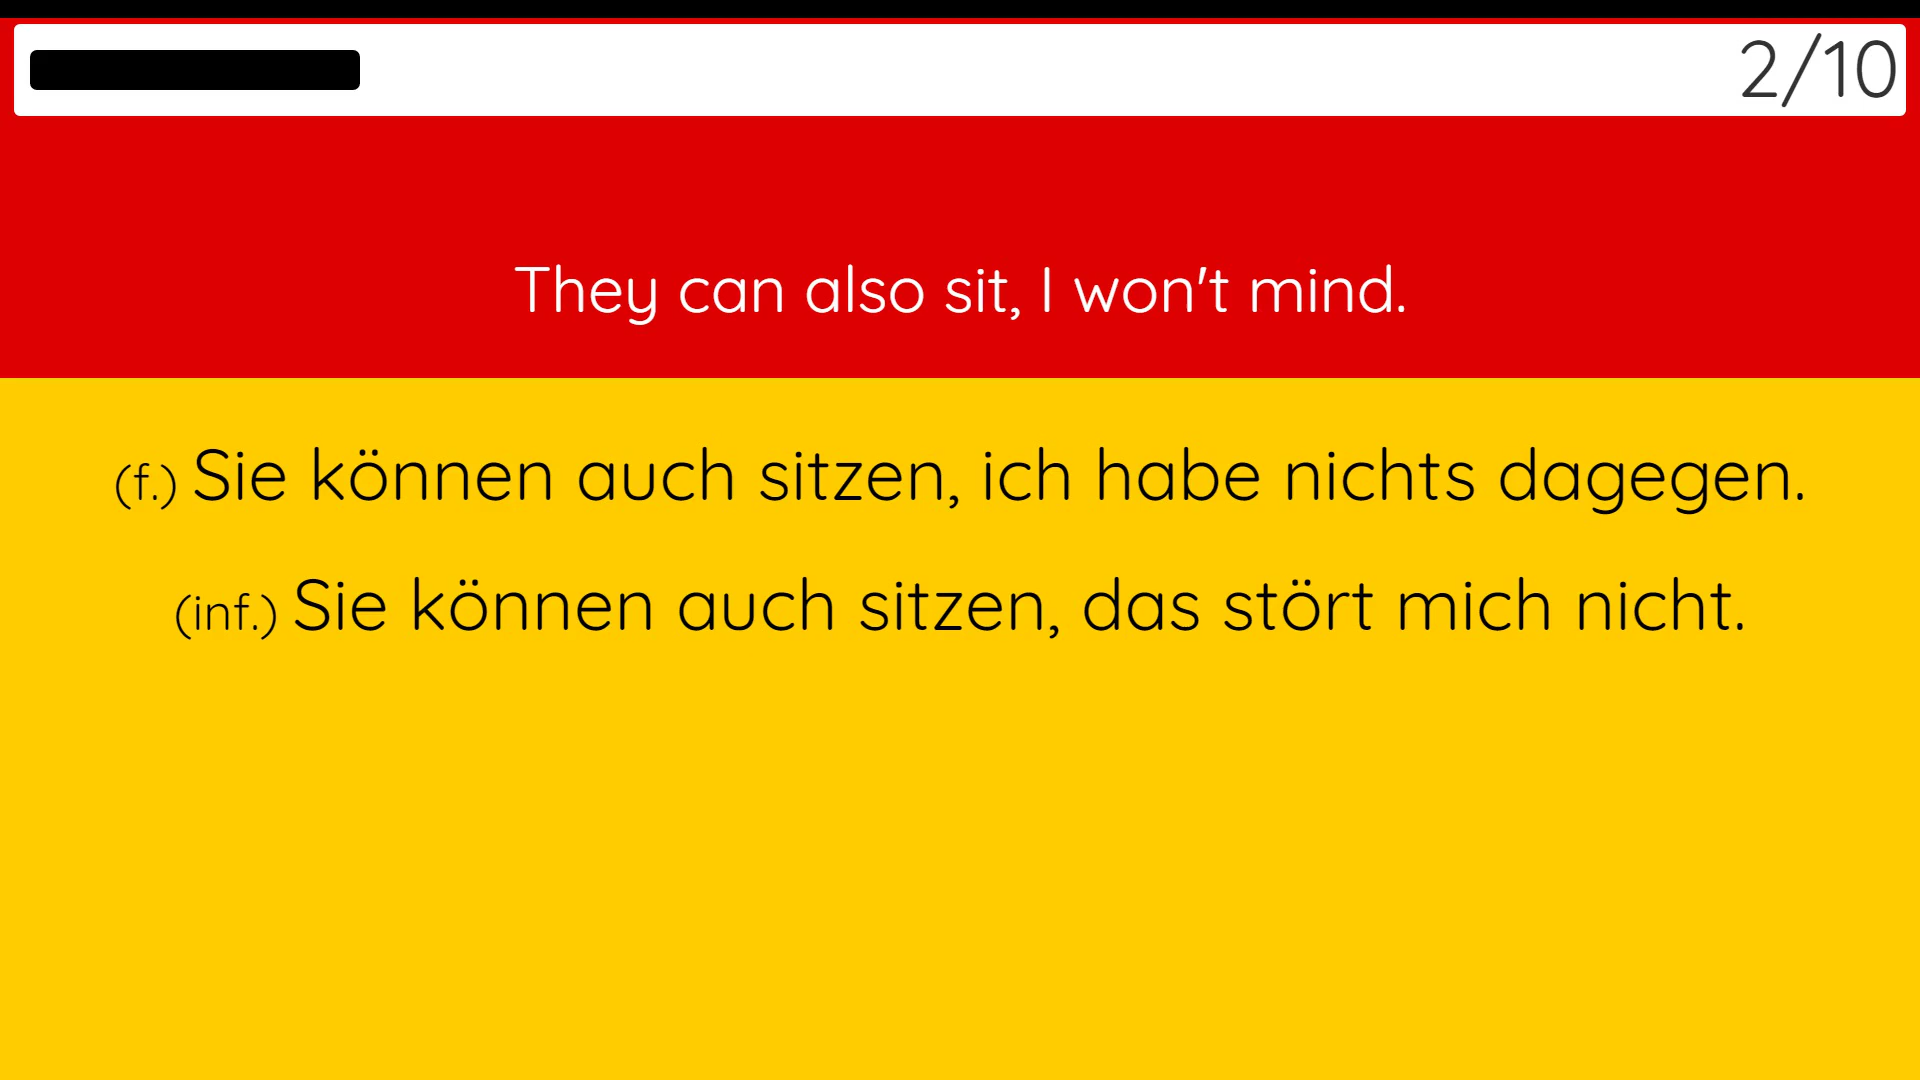 2/10
They can also sit, I won't mind.
(f.) Sie können auch sitzen, ich habe nichts dagegen.
(inf.) Sie können auch sitzen, das stört mich nicht.